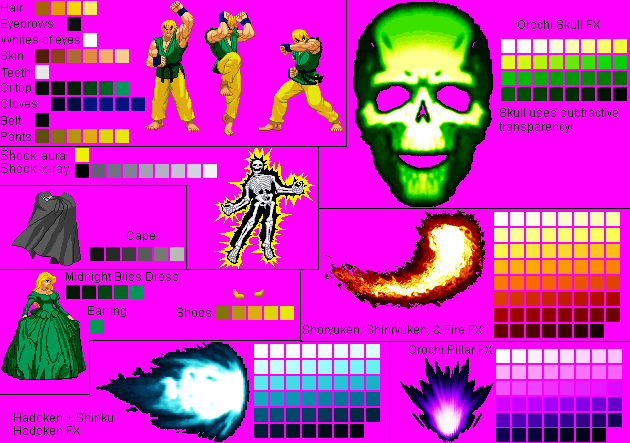 Hair
Eyebrows
Whites of eyes
Skin
Teeth
Gi top
Gloves
Belt
Pants
Orochi Skull FX
Skull uses subtractive
transparency!
Shock aura
Shock x-ray
Cape
Midnight Bliss Dress
Earring
Shoes
Shoryuken, Shinryuken, & Fire FX
Hadoken + Shinku
Hadoken FX
Orochi Pillar FX